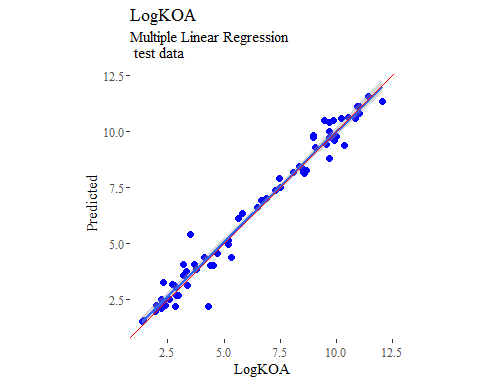 LogKOA
Multiple Linear Regression
test data
12.5
10.0
7.5
5.0
2.5
Predicted
2.5 5.0 7.5 10.0 12.5
LogKOA